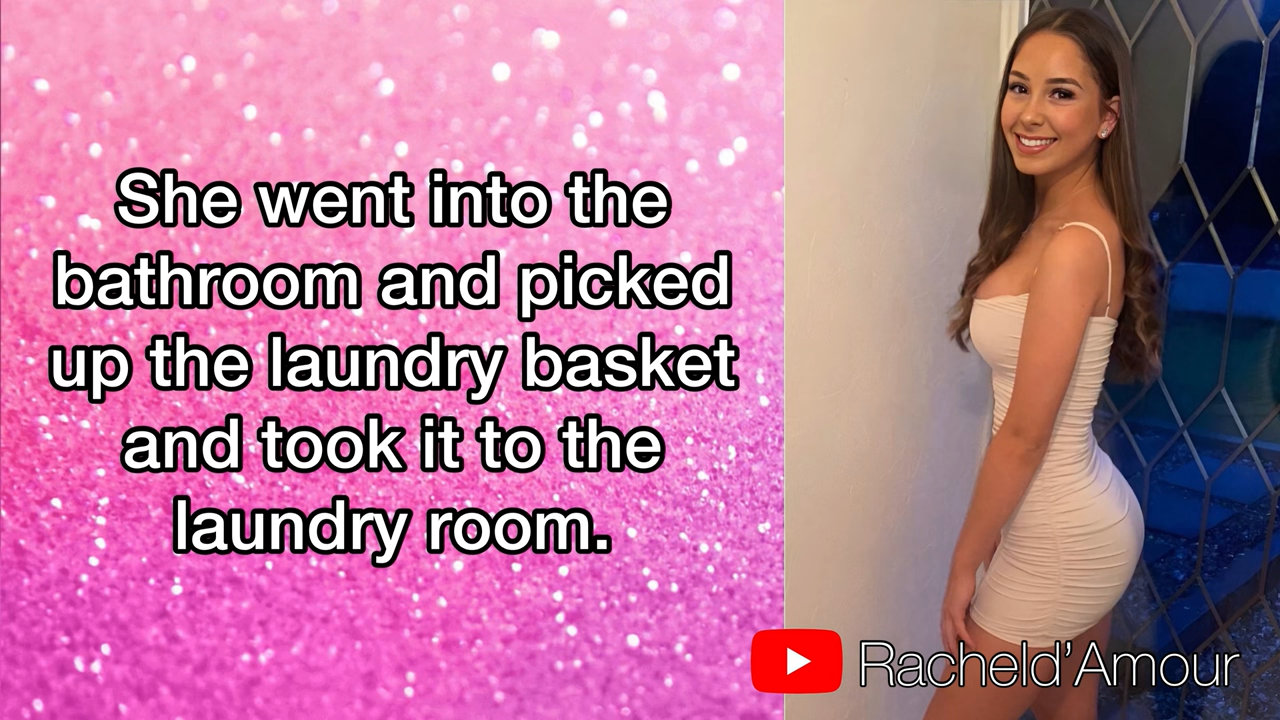 She went into the
bathroom and picked
up the laundry basket
and took it to the
laundry room.
Racheld'Amour